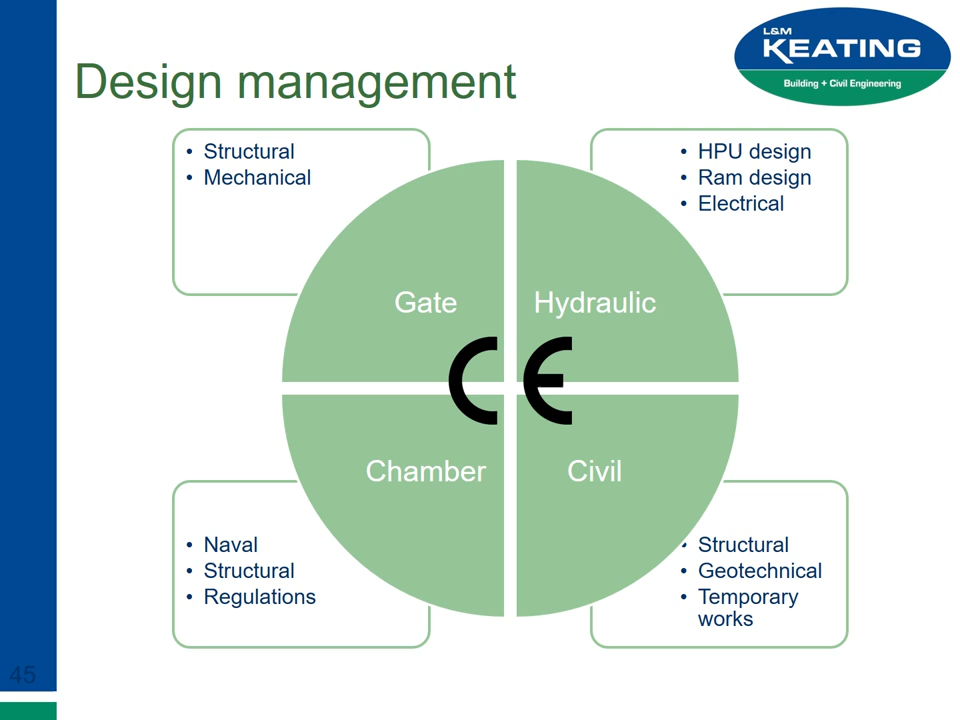 L&M
KEATING
Building + Civil Engineering
Design management
• Structural
• Mechanical
• HPU design
• Ram design
• Electrical
Gate
Hydraulic
CE
Chamber
Civil
• Naval
• Structural
• Regulations
• Structural
• Geotechnical
• Temporary
works
45